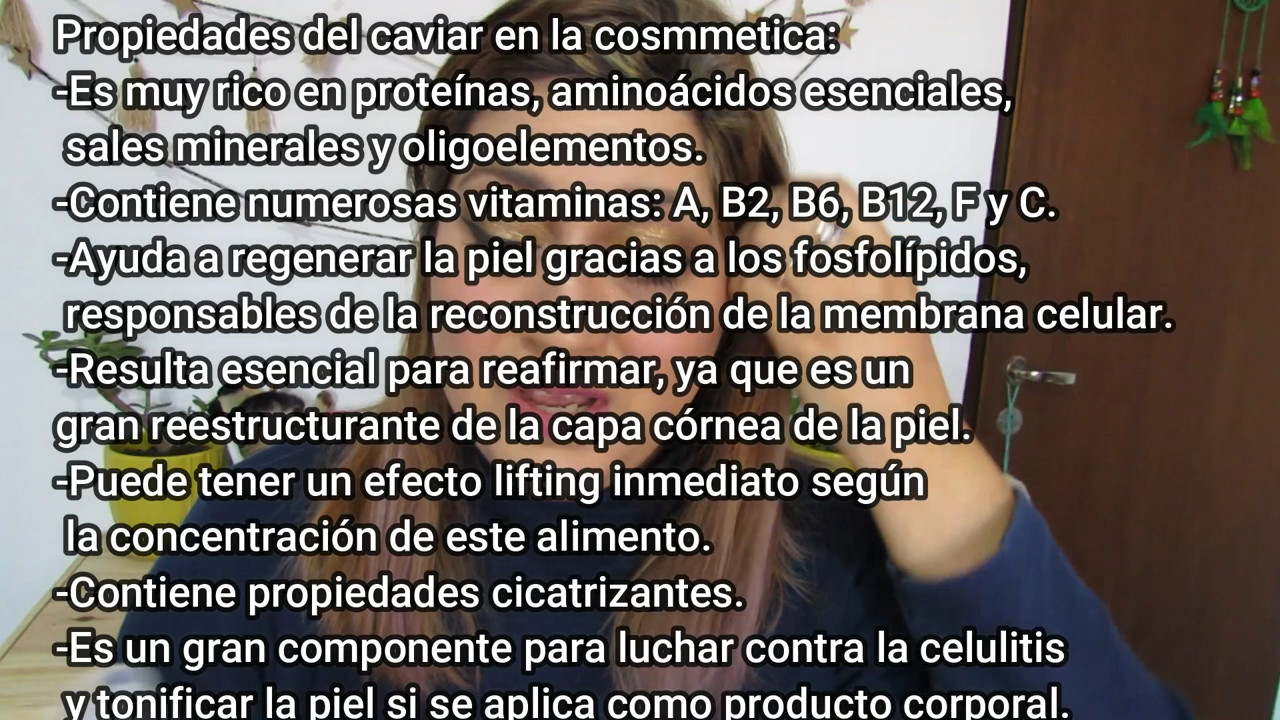 Propiedades del caviar en la cosmmetica:
-Es muy rico en proteínas, aminoácidos esenciales,
sales minerales y oligoelementos.
-Contiene numerosas vitaminas: A, B2, B6, B12, F y C.
-Ayuda a regenerar la piel gracias a los fosfolípidos,
responsables de la reconstrucción de la membrana celular.
-Resulta esencial para reafirmar, ya que es un
gran reestructurante de la capa córnea de la piel.
-Puede tener un efecto lifting inmediato según
la concentración de este alimento.
-Contiene propiedades cicatrizantes.
-Es un gran componente para luchar contra la celulitis
y tonificar la piel si se aplica como producto corporal.